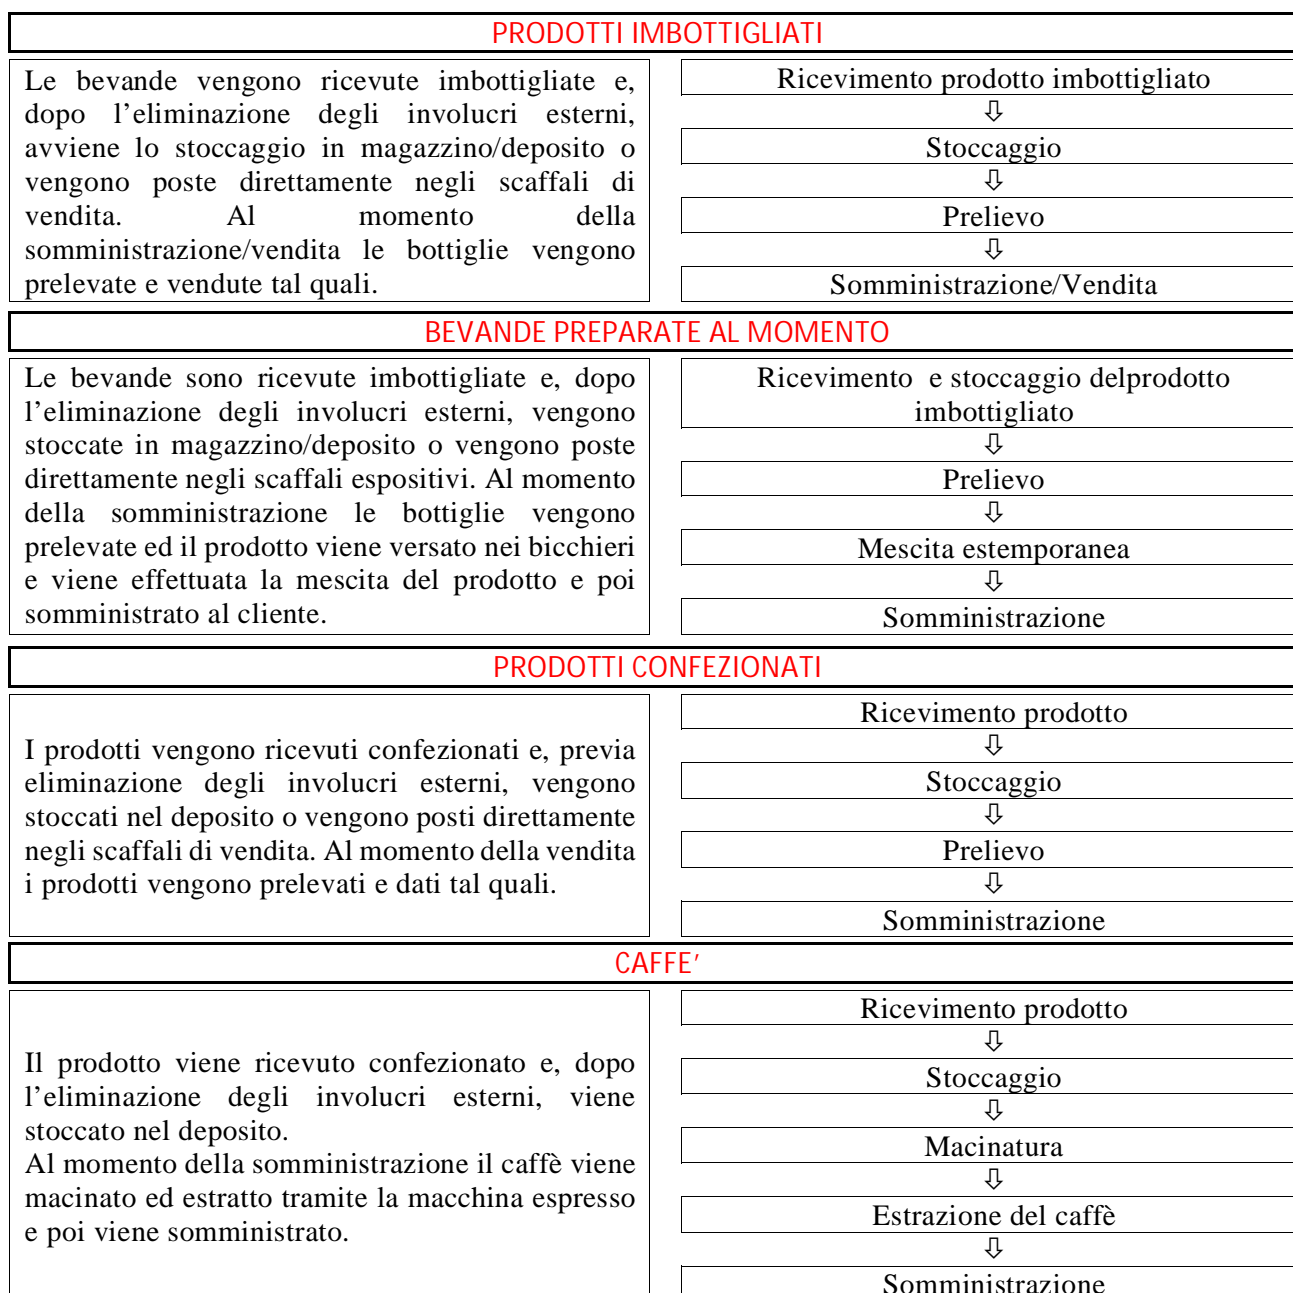 PRODOTTI IMBOTTIGLIATI
Le bevande vengono ricevute imbottigliate e,
dopo l’eliminazione degli involucri esterni,
avviene lo stoccaggio in magazzino/deposito o
vengono poste direttamente negli scaffali di
vendita. Al momento della
somministrazione/vendita le bottiglie vengono
prelevate e vendute tal quali.
Ricevimento prodotto imbottigliato
⇩
Stoccaggio
⇩
Prelievo
⇩
Somministrazione/Vendita
BEVANDE PREPARATE AL MOMENTO
Le bevande sono ricevute imbottigliate e, dopo
l’eliminazione degli involucri esterni, vengono
stoccate in magazzino/deposito o vengono poste
direttamente negli scaffali espositivi. Al momento
della somministrazione le bottiglie vengono
prelevate ed il prodotto viene versato nei bicchieri
e viene effettuata la mescita del prodotto e poi
somministrato al cliente.
Ricevimento e stoccaggio delprodotto
imbottigliato
⇩
Prelievo
⇩
Mescita estemporanea
⇩
Somministrazione
PRODOTTI CONFEZIONATI
I prodotti vengono ricevuti confezionati e, previa
eliminazione degli involucri esterni, vengono
stoccati nel deposito o vengono posti direttamente
negli scaffali di vendita. Al momento della vendita
i prodotti vengono prelevati e dati tal quali.
Ricevimento prodotto
⇩
Stoccaggio
⇩
Prelievo
⇩
Somministrazione
CAFFE’
Il prodotto viene ricevuto confezionato e, dopo
l’eliminazione degli involucri esterni, viene
stoccato nel deposito.
Al momento della somministrazione il caffè viene
macinato ed estratto tramite la macchina espresso
e poi viene somministrato.
Ricevimento prodotto
⇩
Stoccaggio
⇩
Macinatura
⇩
Estrazione del caffè
⇩
Somministrazione